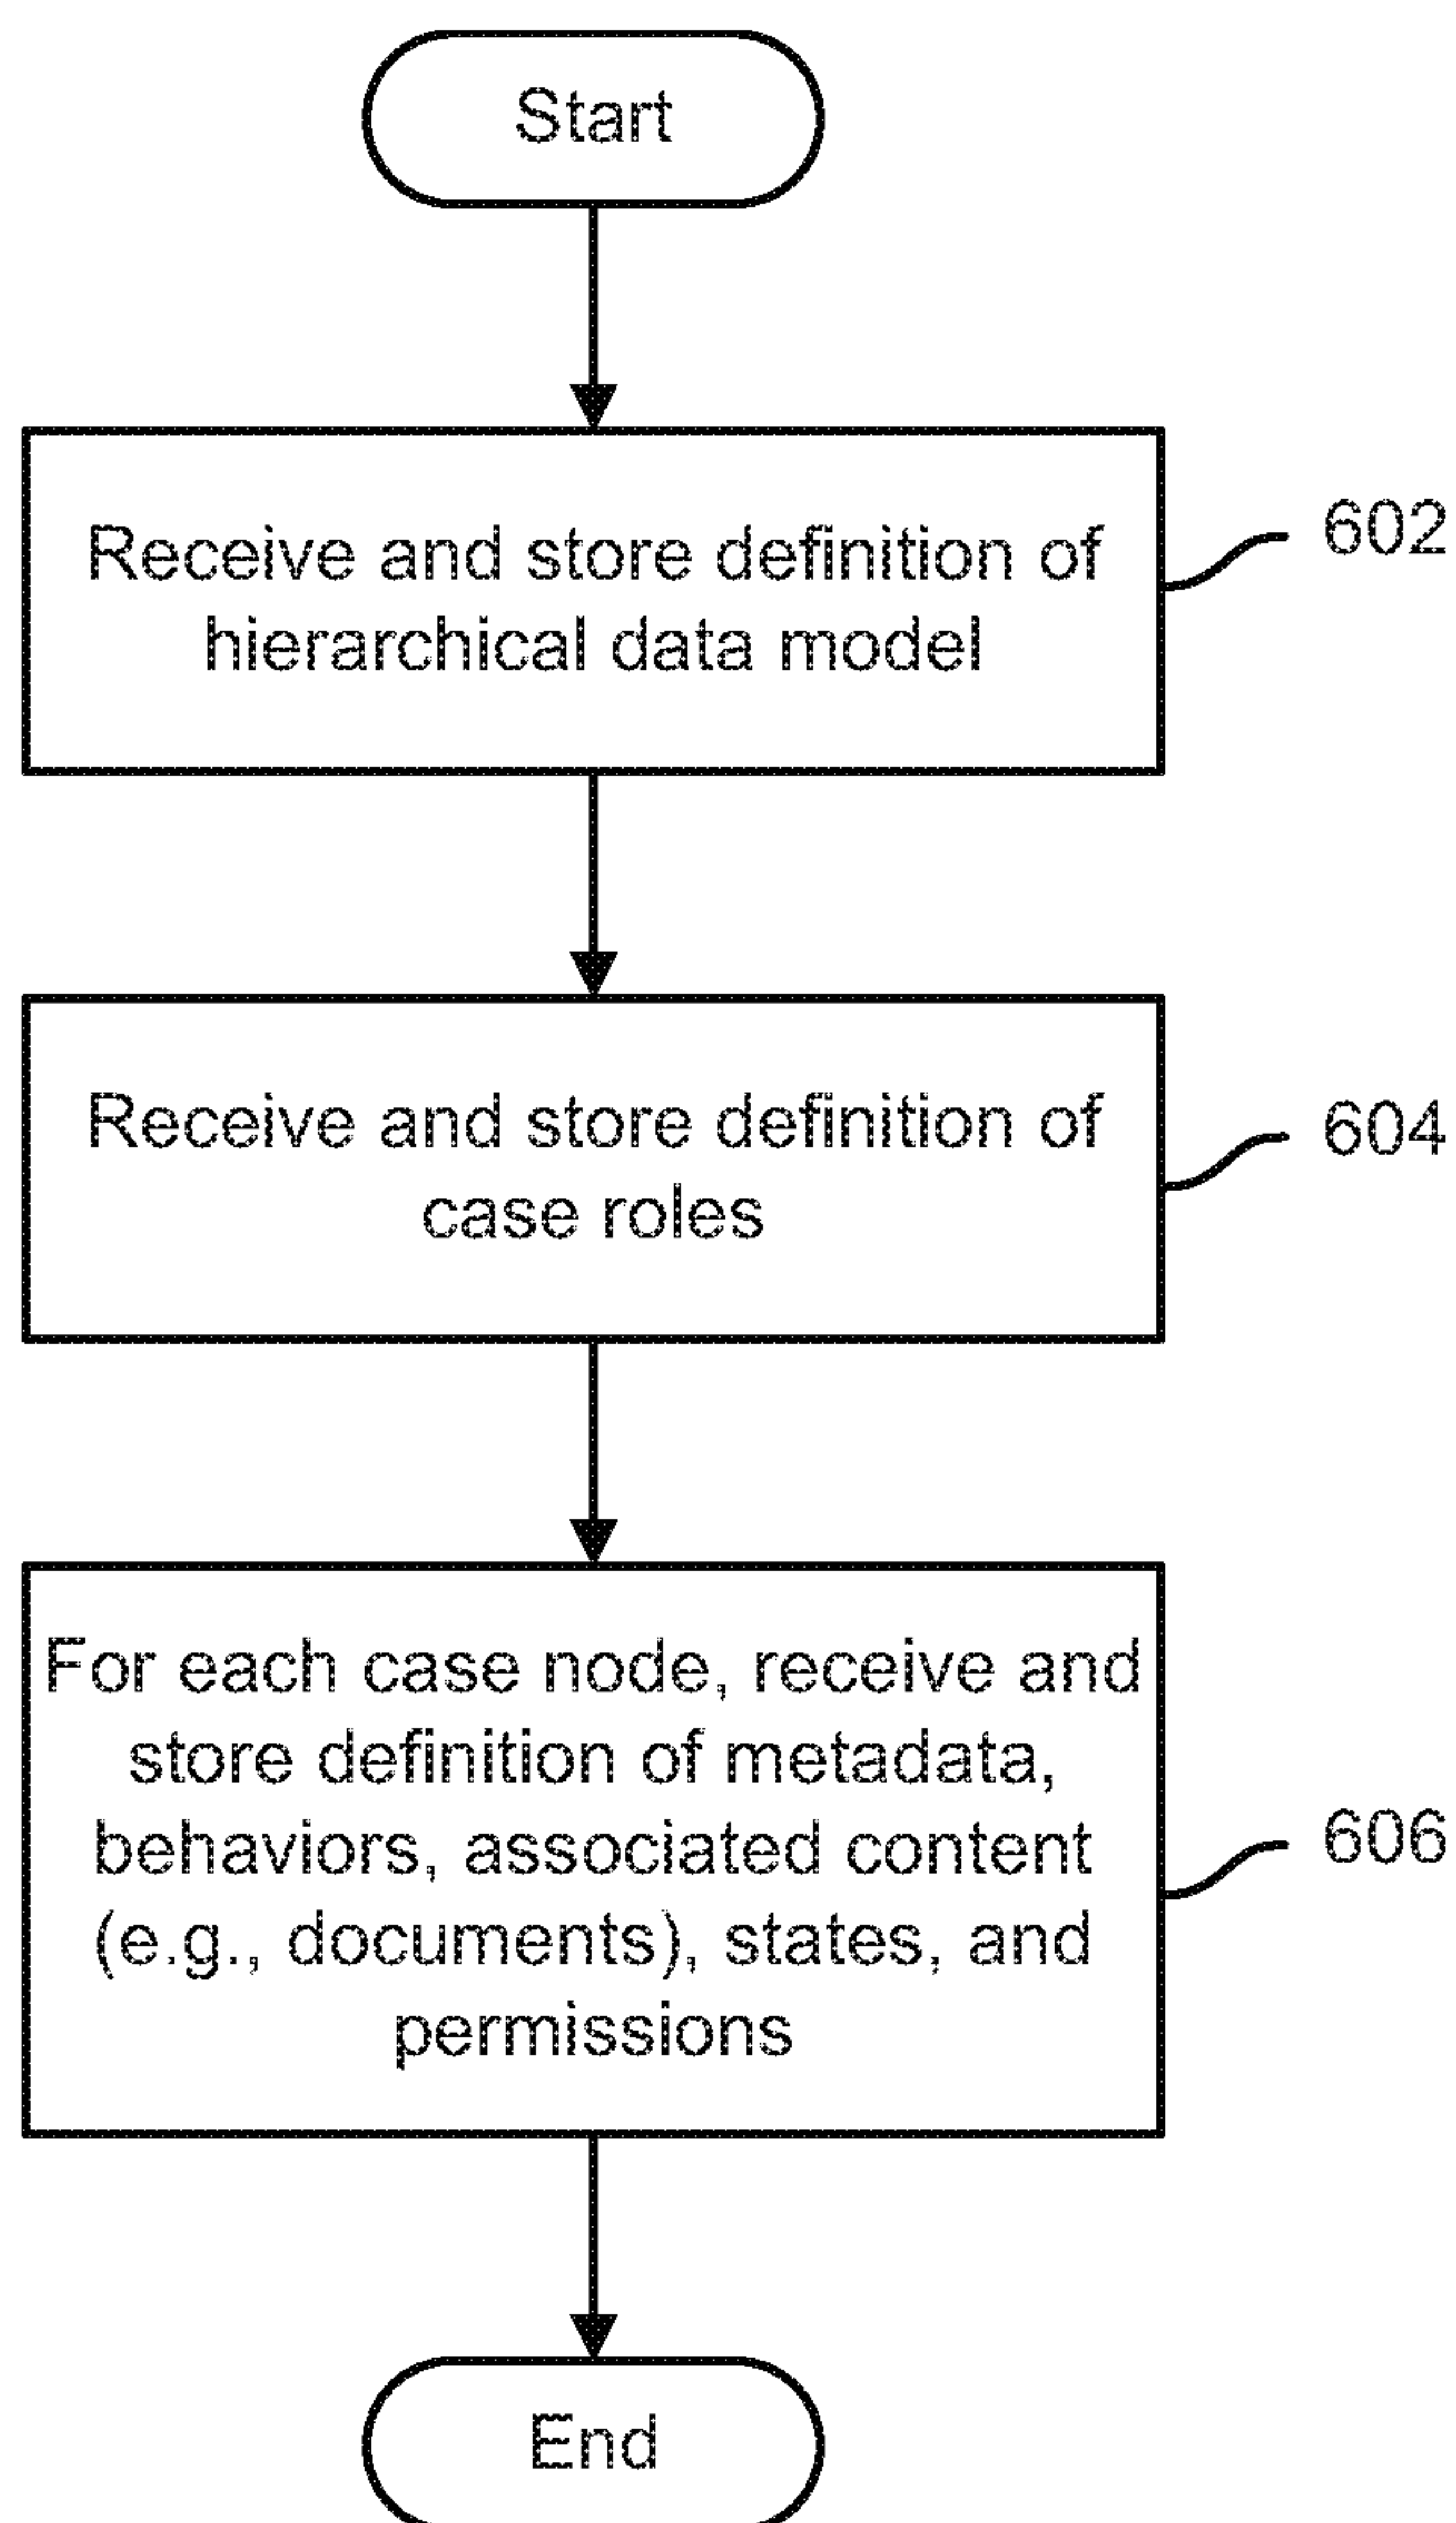 Start
Receive and store definition of
hierarchical data model
602
Receive and store definition of
case roles
604
For each case node, receive and
store definition of metadata,
behaviors, associated content
(e.g., documents), states, and
permissions
606
End